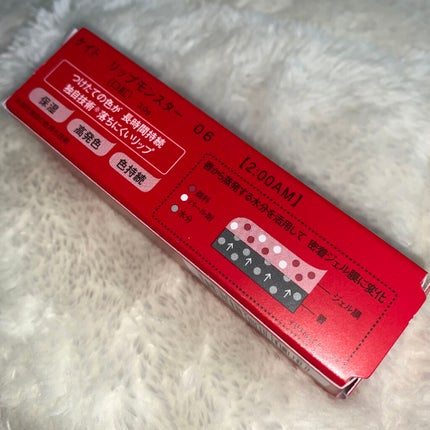 ケイト
リップモンスター 06
【2:00AM】
つけたての色が 長時間持続
独自技術*落ちにくいリップ
保湿
高発色
色持続
唇から蒸発する水分を活用して 密着ジェル膜に変化
水分
ジェル膜
唇